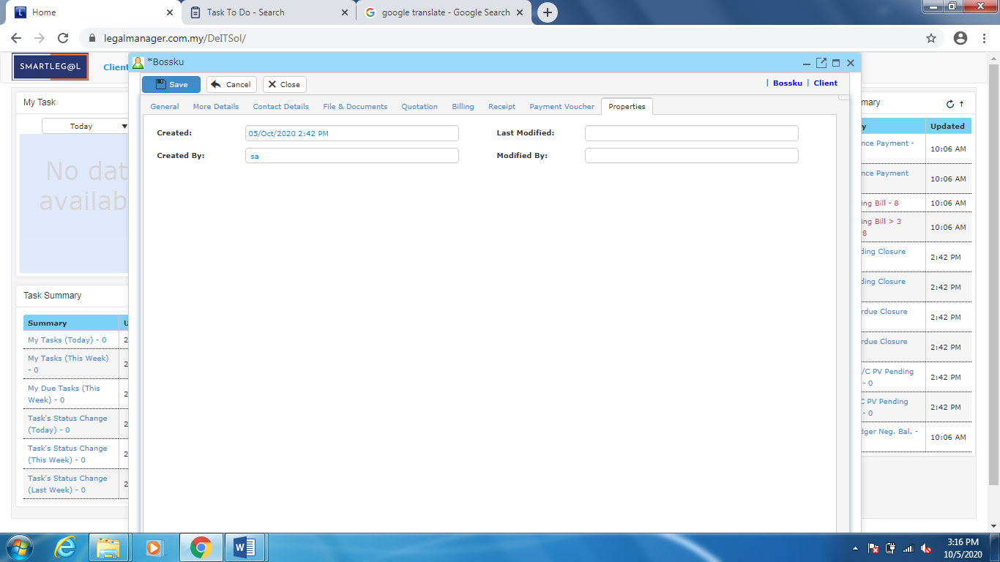 Home
Task To Do - Search
google translate - Google Search
legalmanager.com.my/DeITSol/
SMARTLEG@L
Client
*Bossku
Save
Cancel
Close
| Bossku | Client
General
More Details
Contact Details
File & Documents
Quotation
Billing
Receipt
Payment Voucher
Properties
Created:
05/Oct/2020 2:42 PM
Last Modified:
Created By:
sa
Modified By:
My Task
Today
No dat
availab
Task Summary
Summary
U
My Tasks (Today) - 0
2
My Tasks (This Week)
- 0
2
My Due Tasks (This
Week) - 0
2
Task's Status Change
(Today) - 0
2
Task's Status Change
(This Week) - 0
2
Task's Status Change
(Last Week) - 0
2
mary
y
Updated
nce Payment -
10:06 AM
nce Payment
10:06 AM
ing Bill - 8
10:06 AM
ing Bill > 3
8
10:06 AM
ding Closure
2:42 PM
ding Closure
2:42 PM
rdue Closure
2:42 PM
rdue Closure
2:42 PM
/C PV Pending
- 0
2:42 PM
C PV Pending
- 0
2:42 PM
dger Neg. Bal. -
10:06 AM
3:16 PM
10/5/2020